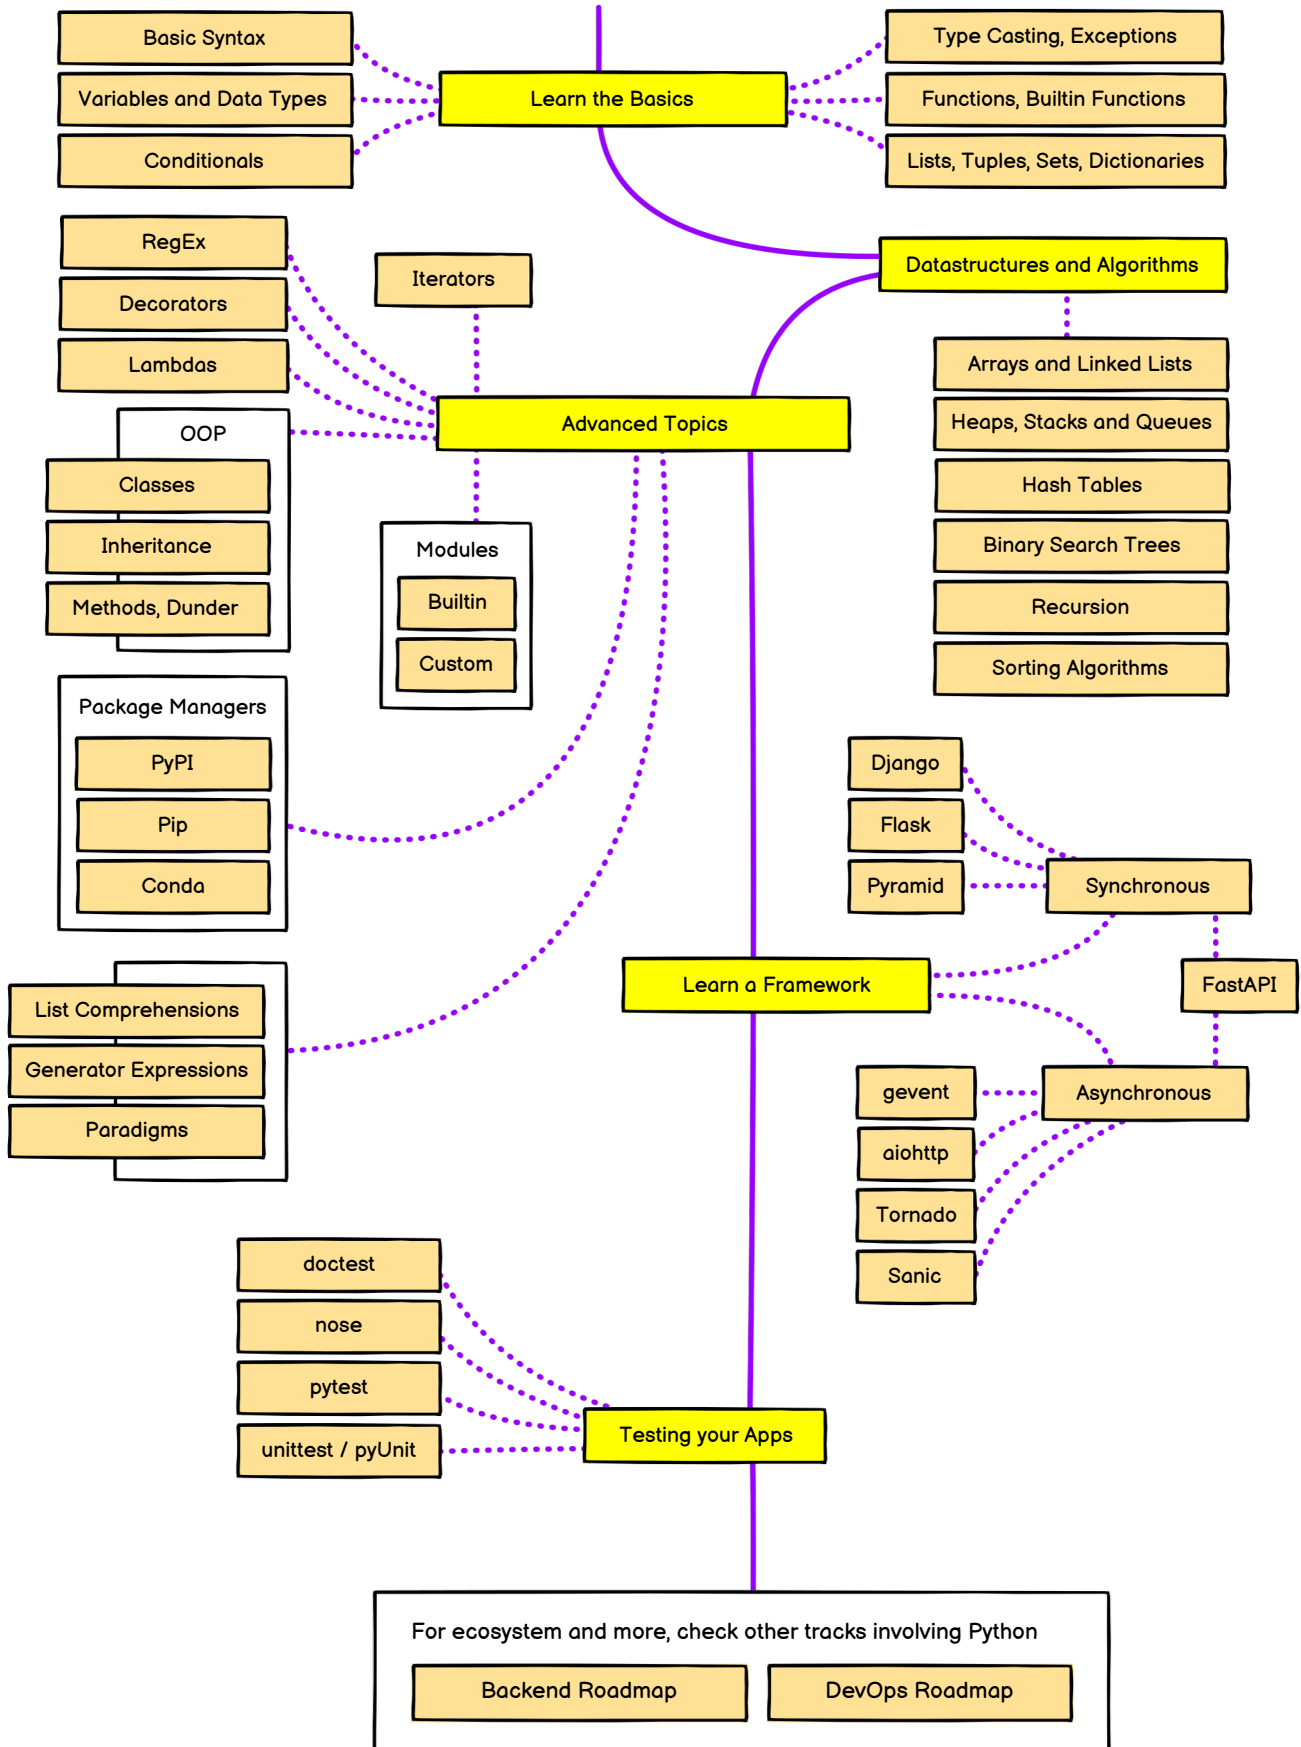 Basic Syntax
Variables and Data Types
Conditionals
Learn the Basics
Type Casting, Exceptions
Functions, Builtin Functions
Lists, Tuples, Sets, Dictionaries
Datastructures and Algorithms
Arrays and Linked Lists
Heaps, Stacks and Queues
Hash Tables
Binary Search Trees
Recursion
Sorting Algorithms
RegEx
Decorators
Lambdas
Iterators
Advanced Topics
OOP
Classes
Inheritance
Methods, Dunder
Modules
Builtin
Custom
Package Managers
PyPI
Pip
Conda
List Comprehensions
Generator Expressions
Paradigms
Django
Flask
Pyramid
Synchronous
Learn a Framework
FastAPI
gevent
aiohttp
Tornado
Sanic
Asynchronous
doctest
nose
pytest
unittest / pyUnit
Testing your Apps
For ecosystem and more, check other tracks involving Python
Backend Roadmap
DevOps Roadmap